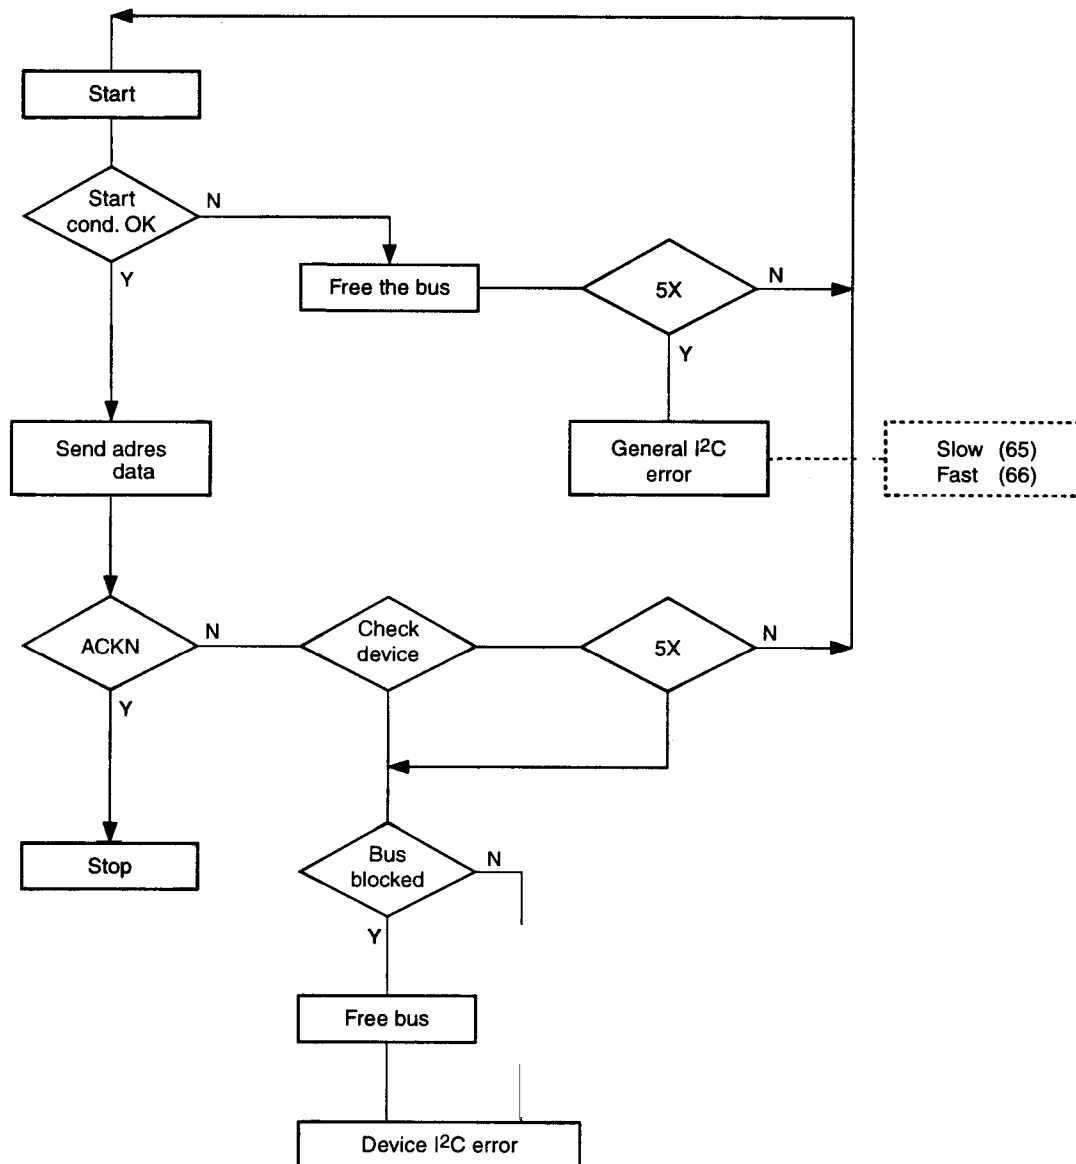 Start
Start
cond. OK
N
Y
Free the bus
5X
N
Y
Send adres
data
General I²C
error
Slow (65)
Fast (66)
ACKN
N
Y
Check
device
5X
N
Stop
Bus
blocked
N
Y
Free bus
Device I²C error